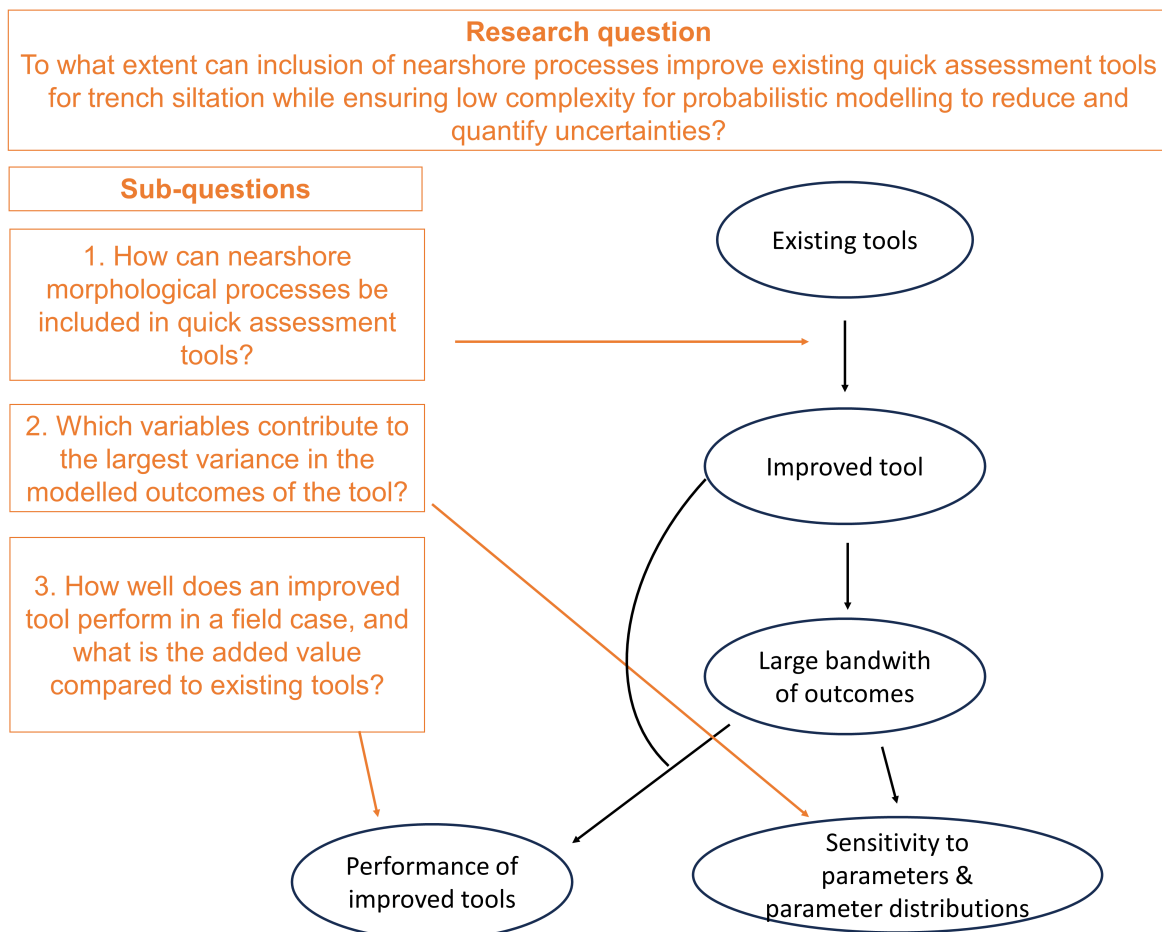 Research question
To what extent can inclusion of nearshore processes improve existing quick assessment tools
for trench siltation while ensuring low complexity for probabilistic modelling to reduce and
quantify uncertainties?
Sub-questions
1. How can nearshore
morphological processes be
included in quick assessment
tools?
2. Which variables contribute to
the largest variance in the
modelled outcomes of the tool?
3. How well does an improved
tool perform in a field case, and
what is the added value
compared to existing tools?
Existing tools
Improved tool
Large bandwith
of outcomes
Performance of
improved tools
Sensitivity to
parameters &
parameter distributions